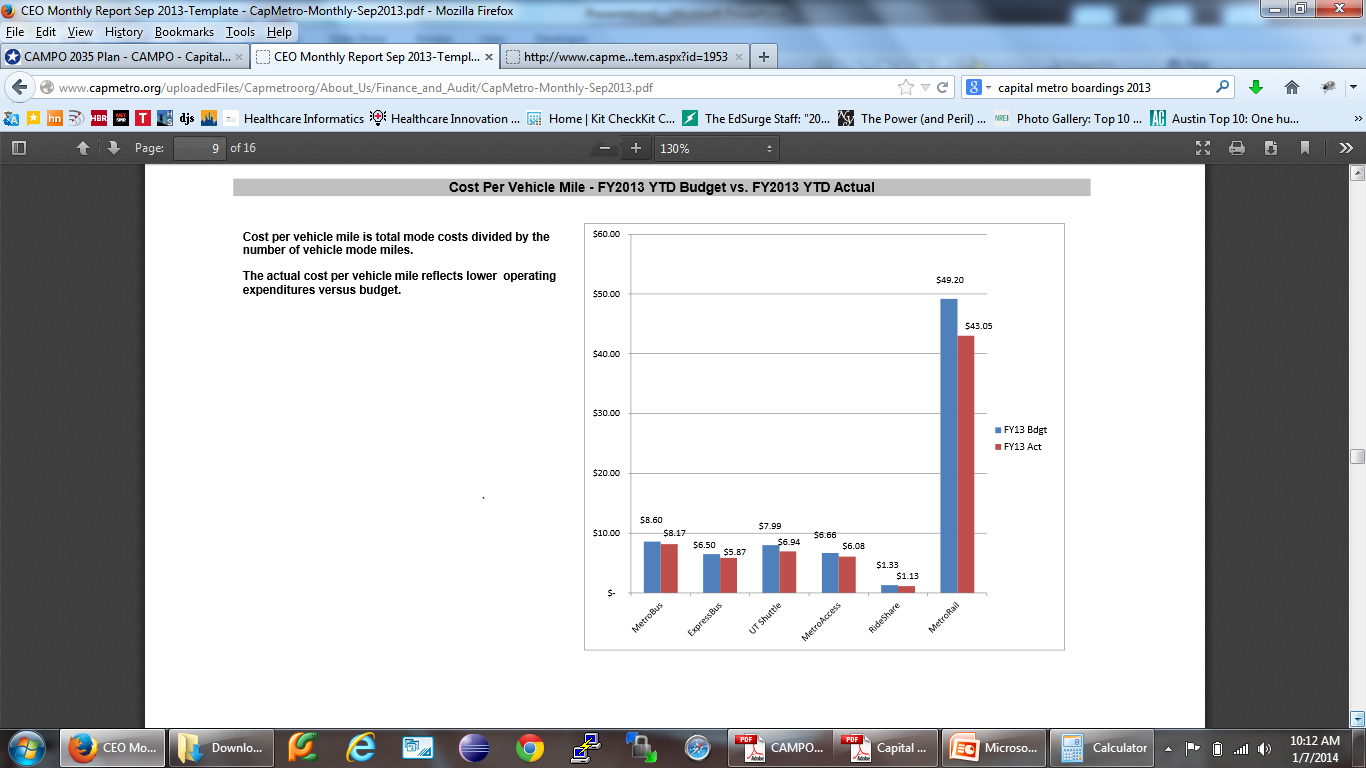 CEO Monthly Report Sep 2013-Template - CapMetro-Monthly-Sep2013.pdf - Mozilla Firefox
File Edit View History Bookmarks Tools Help
CAMPO 2035 Plan - CAMPO - Capital... × CEO Monthly Report Sep 2013-Templ... × http://www.capme...tem.aspx?id=1953 × +
www.capmetro.org/uploadedFiles/Capmetroorg/About_Us/Finance_and_Audit/CapMetro-Monthly-Sep2013.pdf
capital metro boardings 2013
hn HBR T djs Healthcare Informatics Healthcare Innovation ... Home | Kit CheckKit C... The EdSurge Staff: "20... The Power (and Peril) ... NREI Photo Gallery: Top 10 ... AG Austin Top 10: One hu... »
Page: 9 of 16
130%
Cost Per Vehicle Mile - FY2013 YTD Budget vs. FY2013 YTD Actual
Cost per vehicle mile is total mode costs divided by the
number of vehicle mode miles.
The actual cost per vehicle mile reflects lower operating
expenditures versus budget.
$60.00
$50.00
$40.00
$30.00
$20.00
$10.00
$-
$8.60
$8.17
$6.50
$5.87
$7.99
$6.94
$6.66
$6.08
$1.33
$1.13
$49.20
$43.05
MetroBus
ExpressBus
UT Shuttle
MetroAccess
RideShare
MetroRail
FY13 Bdgt
FY13 Act
CEO Mo...
Downlo...
PDF CAMPO...
PDF Capital ...
Microso...
Calculator
10:12 AM
1/7/2014